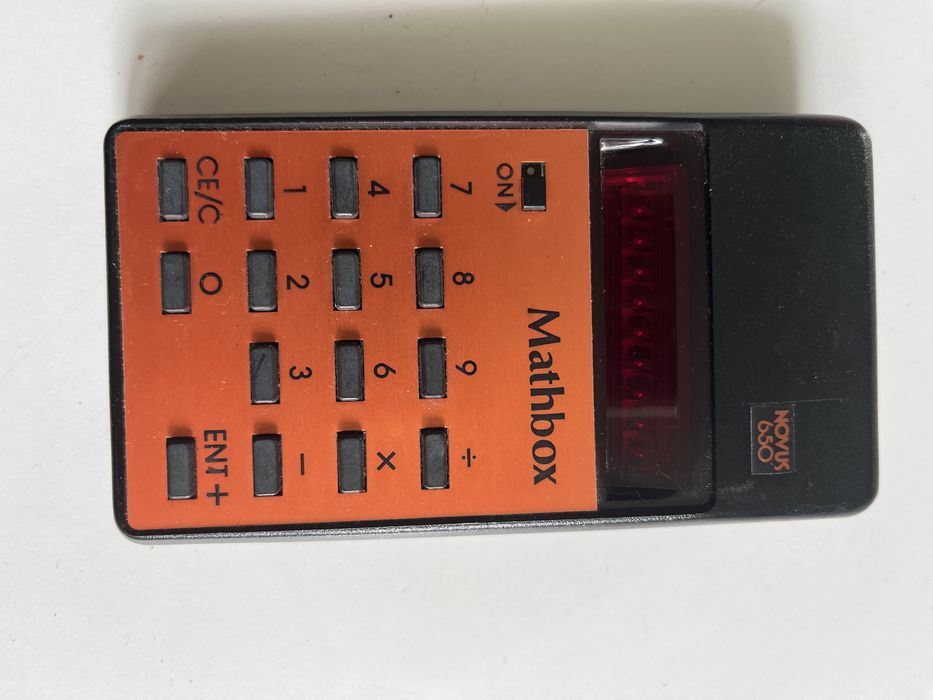 NOVUS
650
Mathbox
ON
7 8 9 ÷
4 5 6 ×
1 2 3 −
CE/C 0 ENT +